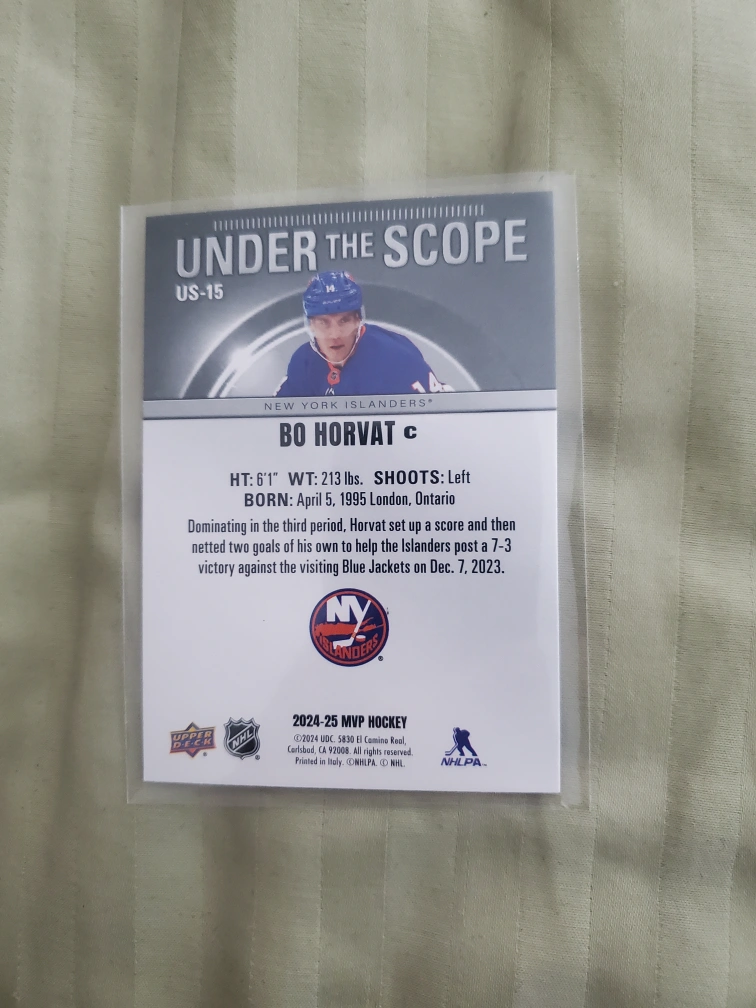 UNDER THE SCOPE
US-15
14
14
NEW YORK ISLANDERS®
BO HORVAT C
HT: 6'1" WT: 213 lbs. SHOOTS: Left
BORN: April 5, 1995 London, Ontario
Dominating in the third period, Horvat set up a score and then
netted two goals of his own to help the Islanders post a 7-3
victory against the visiting Blue Jackets on Dec. 7, 2023.
NY
ISLANDERS®
2024-25 MVP HOCKEY
©2024 UDC. 5830 El Camino Real,
Carlsbad, CA 92008. All rights reserved.
Printed in Italy. ©NHLPA. © NHL.
UPPER
DECK®
NHL®
NHLPA™